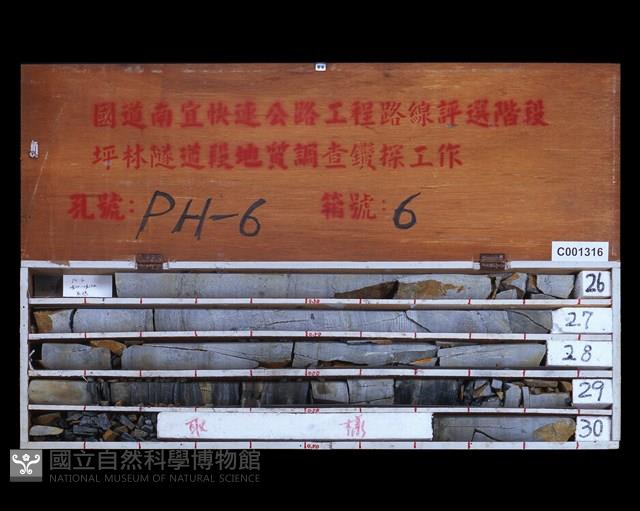 國道南宜快速公路工程路線評選階段
坪林隧道段地質調查鑽探工作
孔號: PH-6 箱號: 6
C001316
26
27
28
29
取樣 30
國立自然科學博物館
NATIONAL MUSEUM OF NATURAL SCIENCE